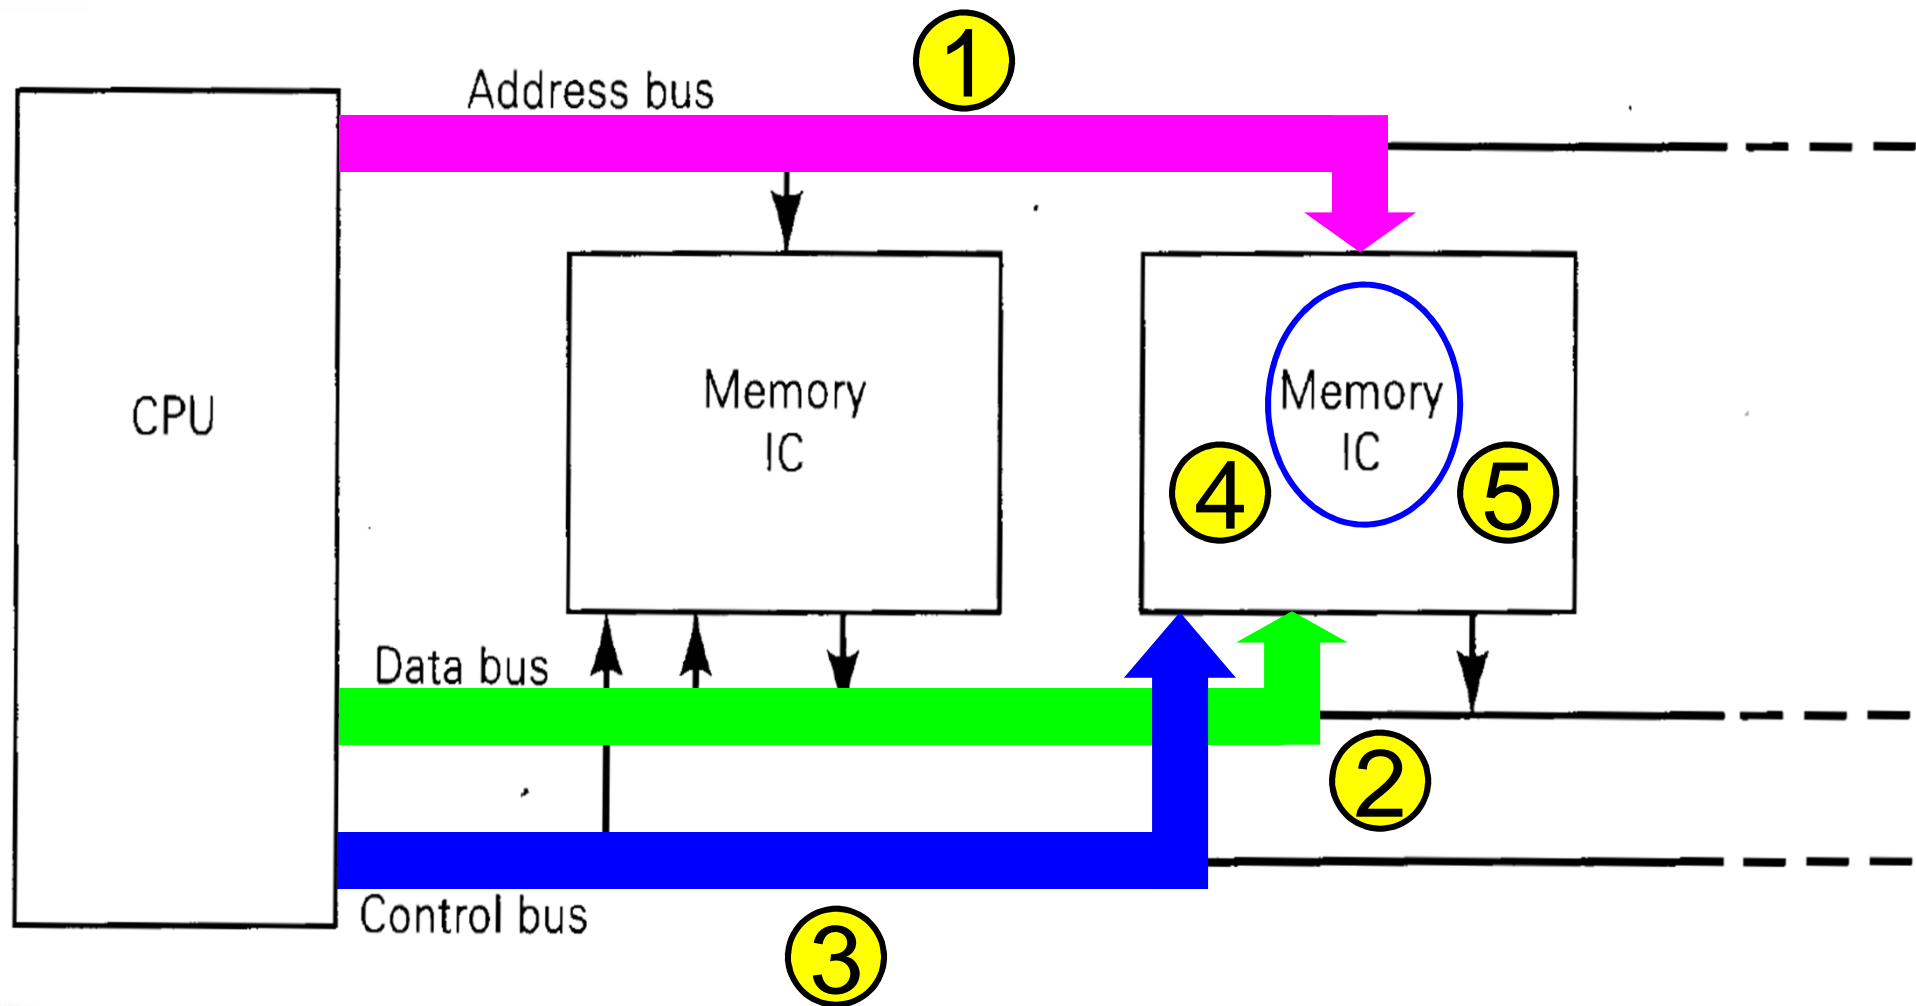 1
Address bus
CPU
Memory
IC
Memory
IC
4
5
Data bus
2
Control bus
3